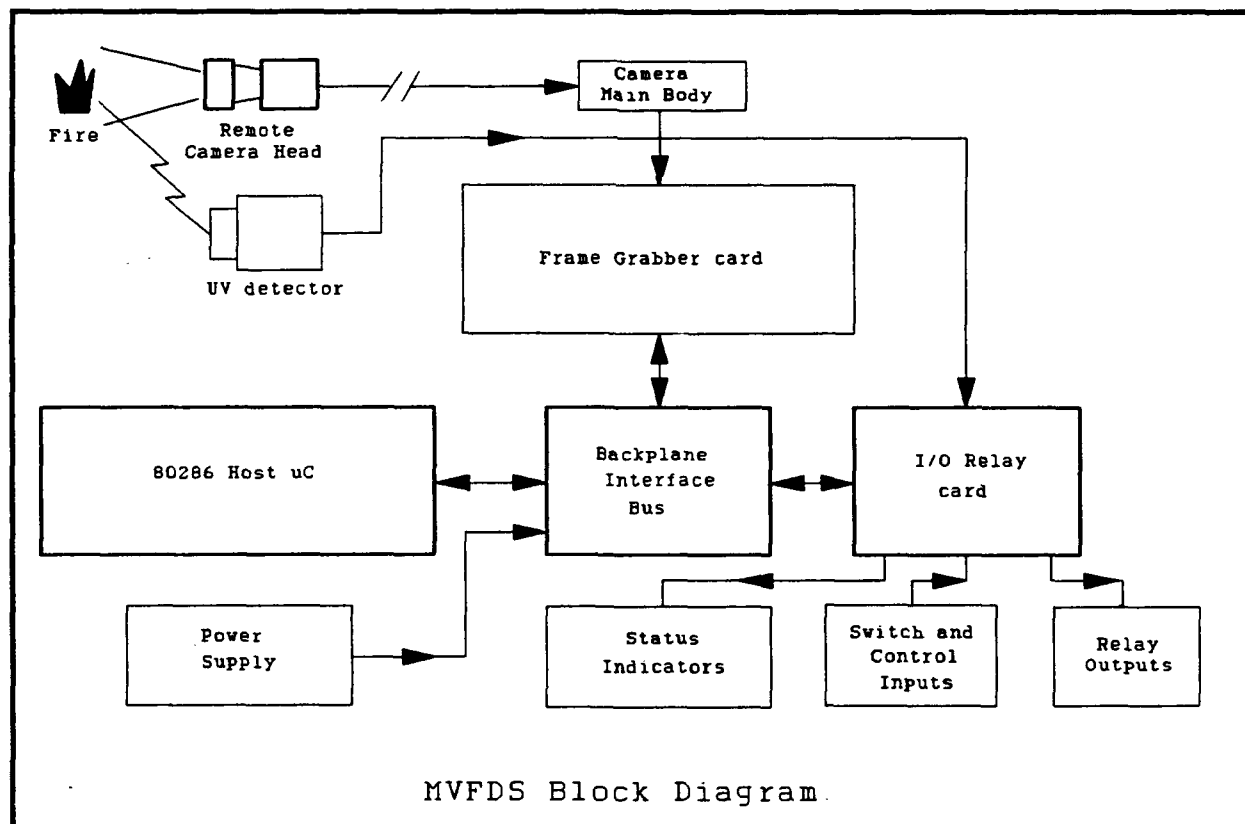 Fire
Remote
Camera Head
Camera
Main Body
UV detector
Frame Grabber card
80286 Host uC
Backplane
Interface
Bus
I/O Relay
card
Power
Supply
Status
Indicators
Switch and
Control
Inputs
Relay
Outputs
MVFDS Block Diagram